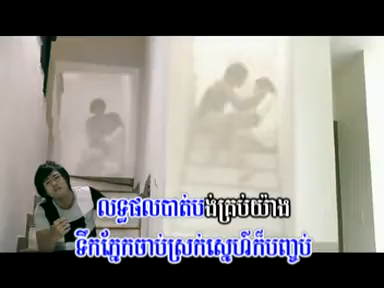 លទ្ធផលបាត់បង់គ្រប់យ៉ាង
ទឹកភ្នែកចាប់ស្រក់ស្នេហ៍ក៏បញ្ចប់